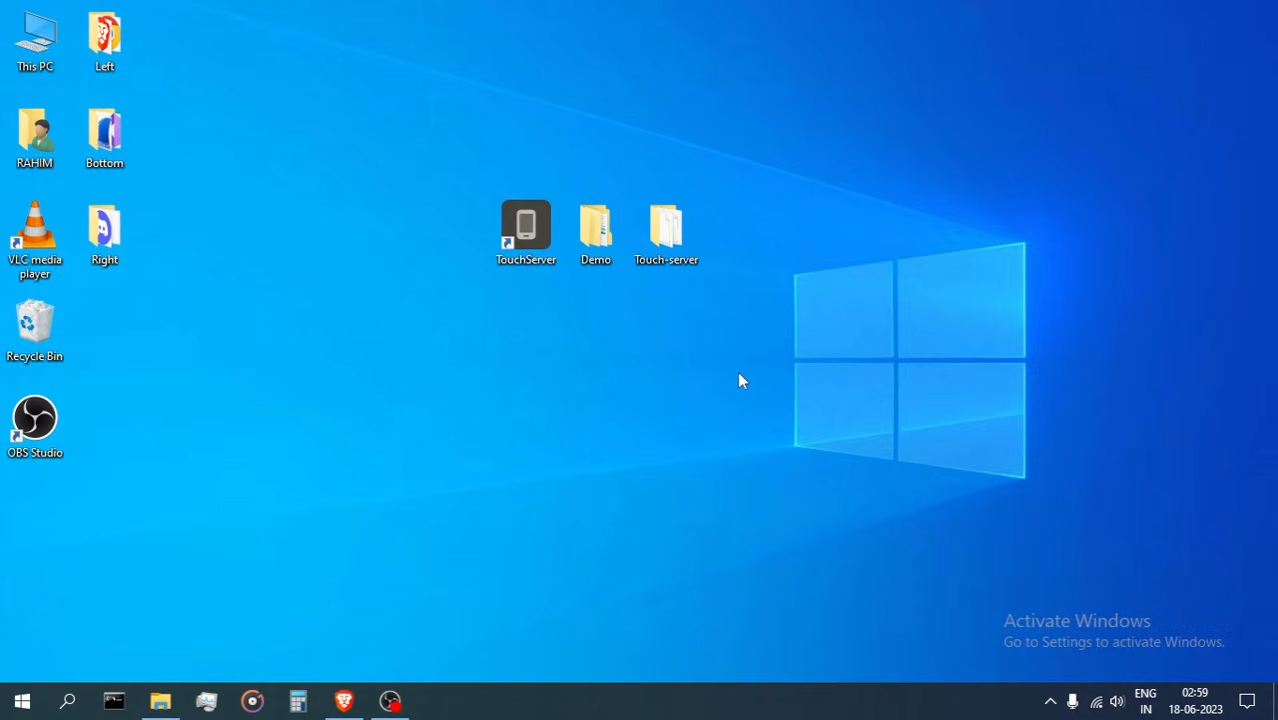 This PC
Left
RAHIM
Bottom
VLC media
player
Right
Recycle Bin
OBS Studio
TouchServer
Demo
Touch-server
Activate Windows
Go to Settings to activate Windows.
ENG
IN
02:59
18-06-2023